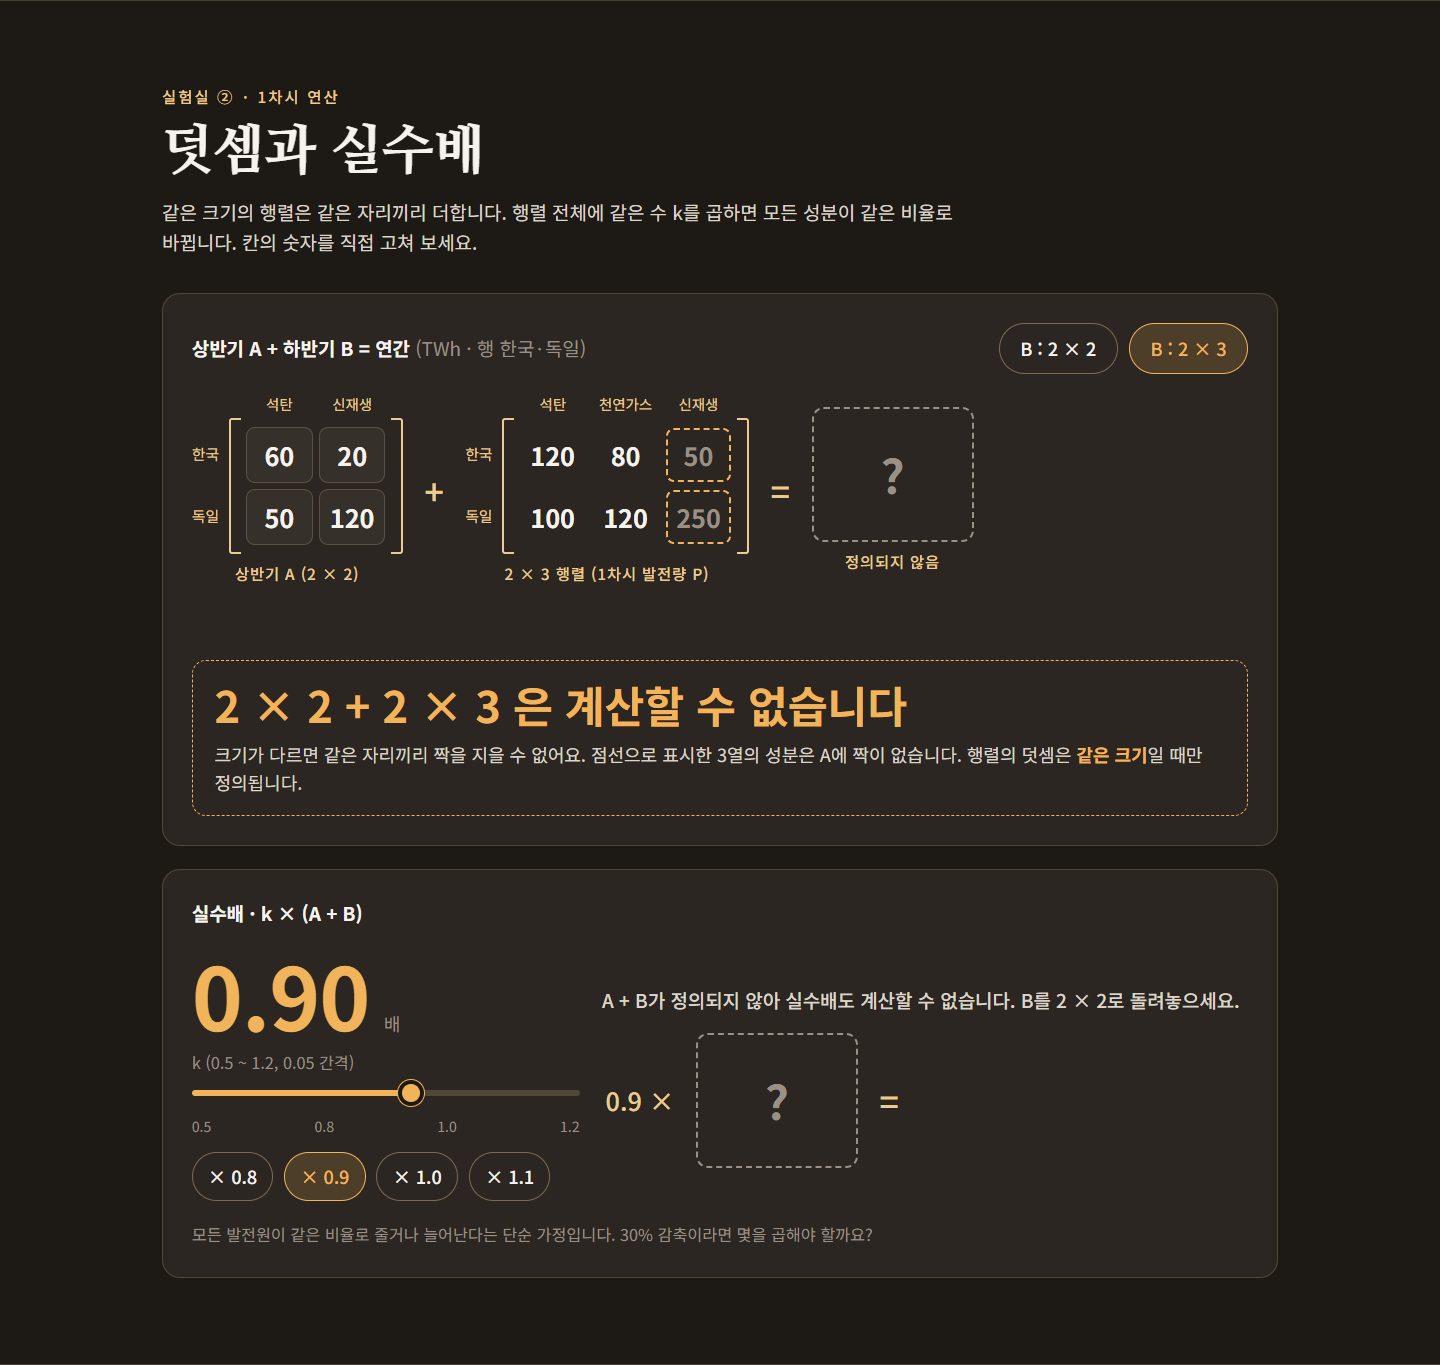 실험실 ② · 1차시 연산
덧셈과 실수배
같은 크기의 행렬은 같은 자리끼리 더합니다. 행렬 전체에 같은 수 k를 곱하면 모든 성분이 같은 비율로
바뀝니다. 칸의 숫자를 직접 고쳐 보세요.
상반기 A + 하반기 B = 연간 (TWh · 행 한국·독일)
B : 2 × 2
B : 2 × 3
석탄 신재생
한국 60 20
독일 50 120
상반기 A (2 × 2)
+
석탄 천연가스 신재생
한국 120 80 50
독일 100 120 250
2 × 3 행렬 (1차시 발전량 P)
=
?
정의되지 않음
2 × 2 + 2 × 3 은 계산할 수 없습니다
크기가 다르면 같은 자리끼리 짝을 지을 수 없어요. 점선으로 표시한 3열의 성분은 A에 짝이 없습니다. 행렬의 덧셈은 같은 크기일 때만
정의됩니다.
실수배 · k × (A + B)
0.90 배
k (0.5 ~ 1.2, 0.05 간격)
0.5 0.8 1.0 1.2
× 0.8 × 0.9 × 1.0 × 1.1
A + B가 정의되지 않아 실수배도 계산할 수 없습니다. B를 2 × 2로 돌려놓으세요.
0.9 × ? =
모든 발전원이 같은 비율로 줄거나 늘어난다는 단순 가정입니다. 30% 감축이라면 몇을 곱해야 할까요?